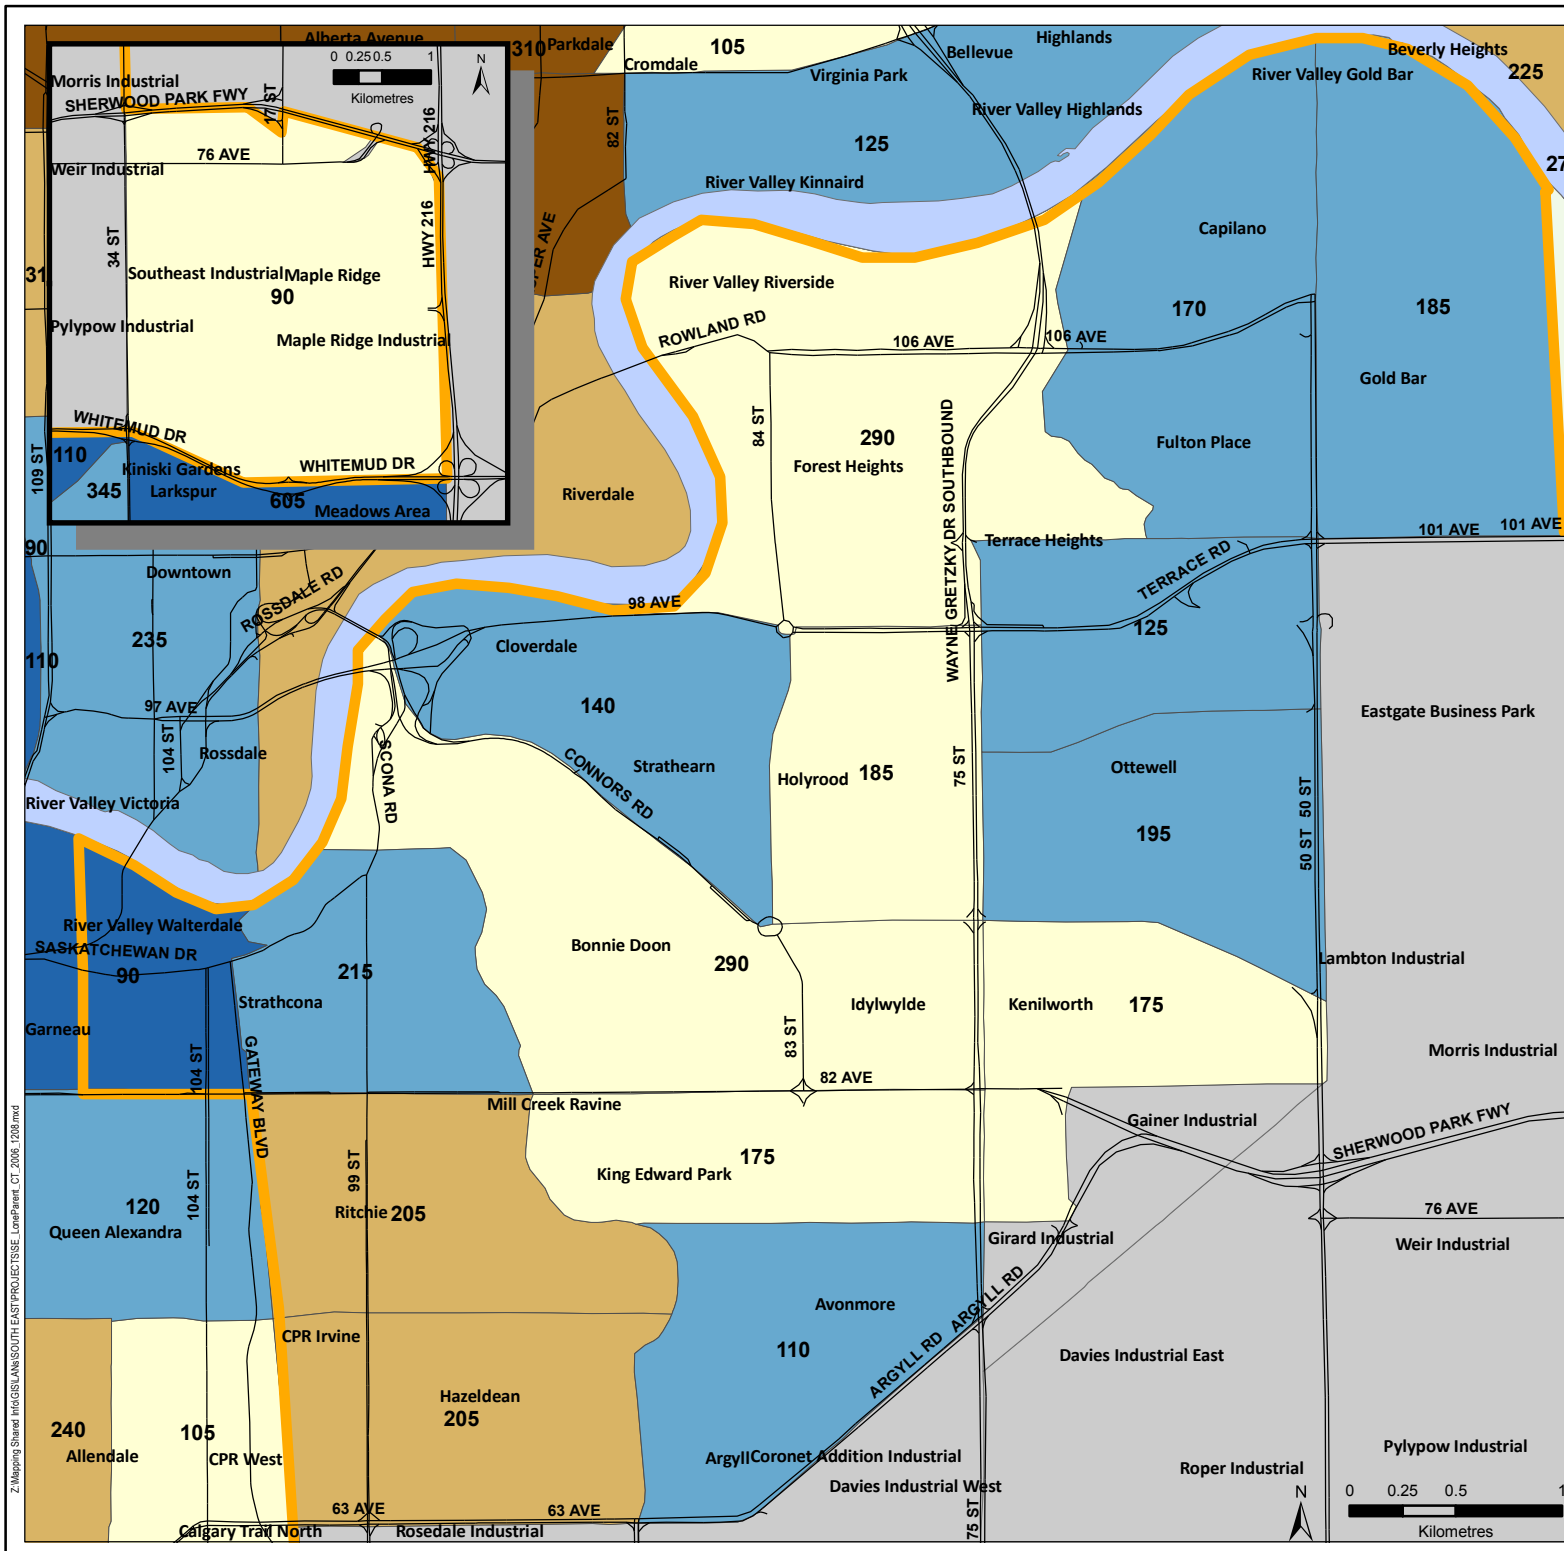 Alberta Avenue
310 Parkdale
105
Cromdale
Bellevue
Highlands
Beverly Heights
225
Virginia Park
River Valley Gold Bar
River Valley Highlands
125
82 ST
River Valley Kinnaird
27
0 0.25 0.5 1
Kilometres
N
Morris Industrial
SHERWOOD PARK FWY
17 ST
HWY 216
76 AVE
Weir Industrial
34 ST
HWY 216
Southeast Industrial Maple Ridge
90
Pylypow Industrial
Maple Ridge Industrial
WHITEMUD DR
WHITEMUD DR
110
Kiniski Gardens
345
Larkspur
605
Meadows Area
31
109 ST
PER AVE
Capilano
River Valley Riverside
170
185
ROWLAND RD
106 AVE
106 AVE
Gold Bar
84 ST
290
Forest Heights
WAYNE GRETZKY DR SOUTHBOUND
Fulton Place
Riverdale
101 AVE
101 AVE
Terrace Heights
90
Downtown
ROSSDALE RD
TERRACE RD
98 AVE
125
235
Cloverdale
110
97 AVE
140
Eastgate Business Park
104 ST
Rossdale
SCONA RD
CONNORS RD
Strathearn
Holyrood
185
75 ST
Ottewell
50 ST
50 ST
River Valley Victoria
195
River Valley Walterdale
SASKATCHEWAN DR
90
215
Bonnie Doon
290
Lambton Industrial
Strathcona
Idylwylde
Kenilworth
175
Garneau
104 ST
GATEWAY BLVD
83 ST
Morris Industrial
82 AVE
Mill Creek Ravine
Gainer Industrial
SHERWOOD PARK FWY
99 ST
175
King Edward Park
104 ST
120
Queen Alexandra
Ritchie 205
76 AVE
Girard Industrial
Weir Industrial
ARGYLL RD
ARGYLL RD
Avonmore
CPR Irvine
110
Davies Industrial East
Hazeldean
205
240
Allendale
105
CPR West
Argyll Coronet Addition Industrial
Pylypow Industrial
Roper Industrial
Davies Industrial West
75 ST
63 AVE
63 AVE
Calgary Trail North
Rosedale Industrial
N
0 0.25 0.5 1
Kilometres